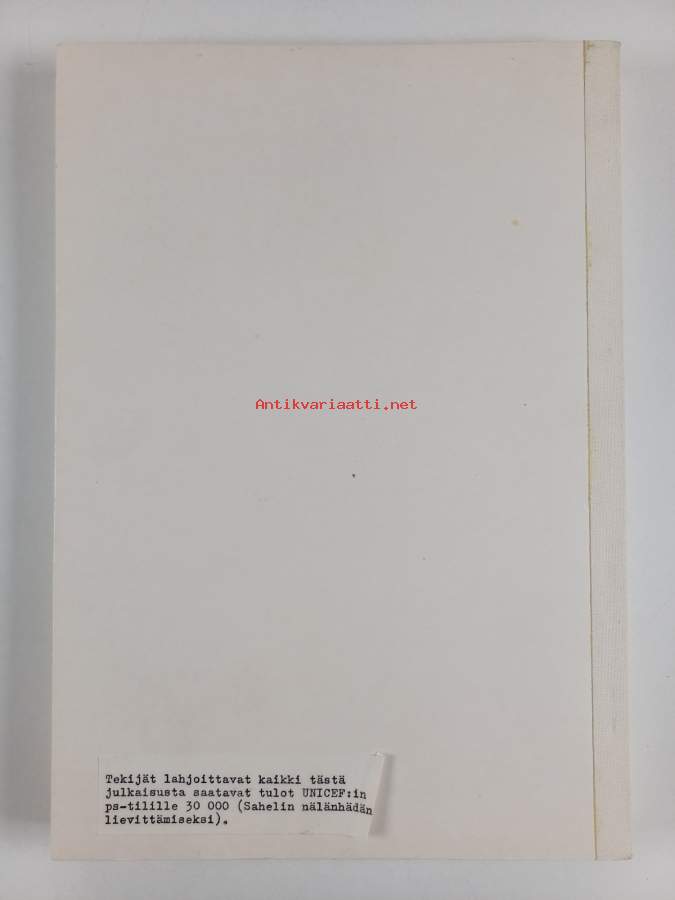 Antikvariaatti.net
Tekijät lahjoittavat kaikki tästä
julkaisusta saatavat tulot UNICEF:in
ps-tilille 30 000 (Sahelin nälänhädän
lievittämiseksi).